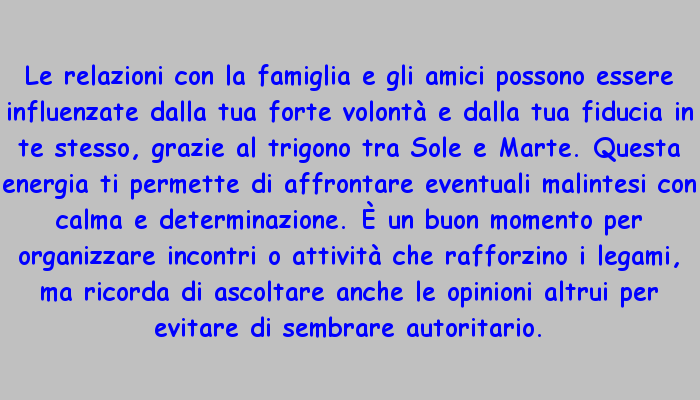 Le relazioni con la famiglia e gli amici possono essere
influenzate dalla tua forte volontà e dalla tua fiducia in
te stesso, grazie al trigono tra Sole e Marte. Questa
energia ti permette di affrontare eventuali malintesi con
calma e determinazione. È un buon momento per
organizzare incontri o attività che rafforzino i legami,
ma ricorda di ascoltare anche le opinioni altrui per
evitare di sembrare autoritario.